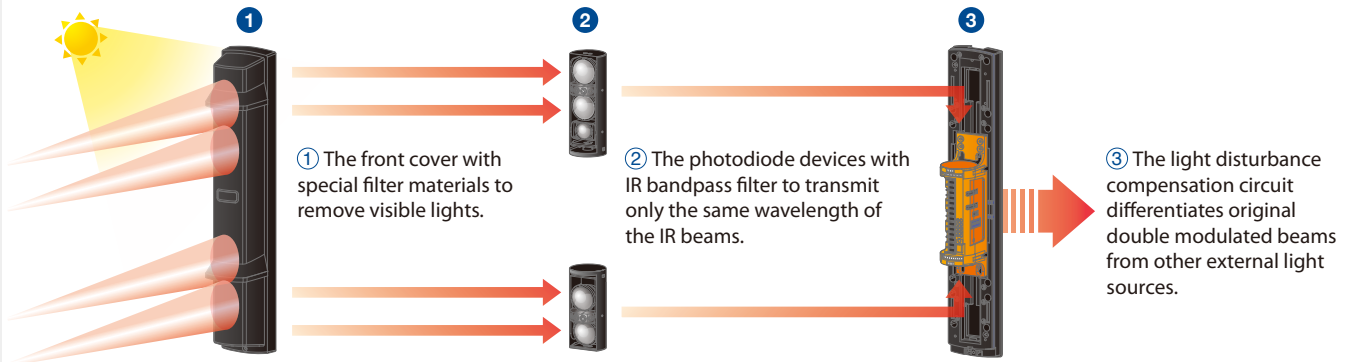 1
2
3
① The front cover with
special filter materials to
remove visible lights.
② The photodiode devices with
IR bandpass filter to transmit
only the same wavelength of
the IR beams.
③ The light disturbance
compensation circuit
differentiates original
double modulated beams
from other external light
sources.